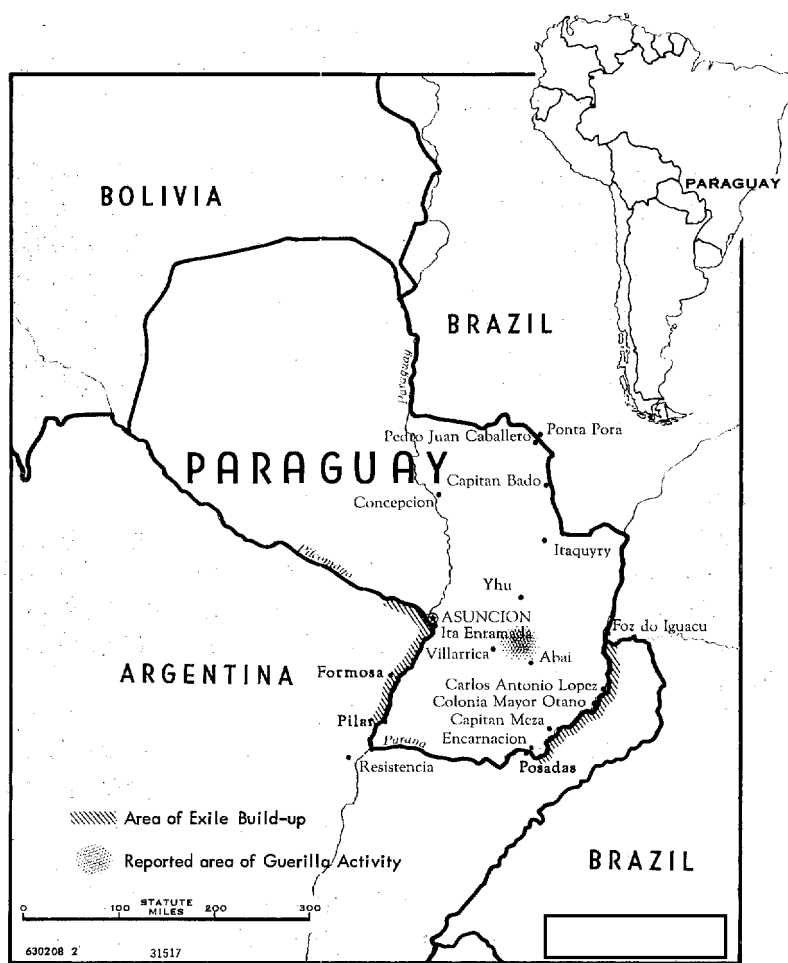 PARAGUAY
BOLIVIA
BRAZIL
Paraguay
Pedro Juan Caballero
Ponta Pora
PARAGUAY
Capitan Bado
Concepcion
Itaquyry
Pilcomayo
Yhu
ASUNCION
Ita Enramada
Foz do Iguacu
Villarrica
Abai
ARGENTINA
Formosa
Carlos Antonio Lopez
Colonia Mayor Otano
Pilar
Capitan Meza
Parana
Encarnacion
Resistencia
Posadas
Area of Exile Build-up
Reported area of Guerilla Activity
BRAZIL
STATUTE
MILES
0 100 200 300
630208 2
31517